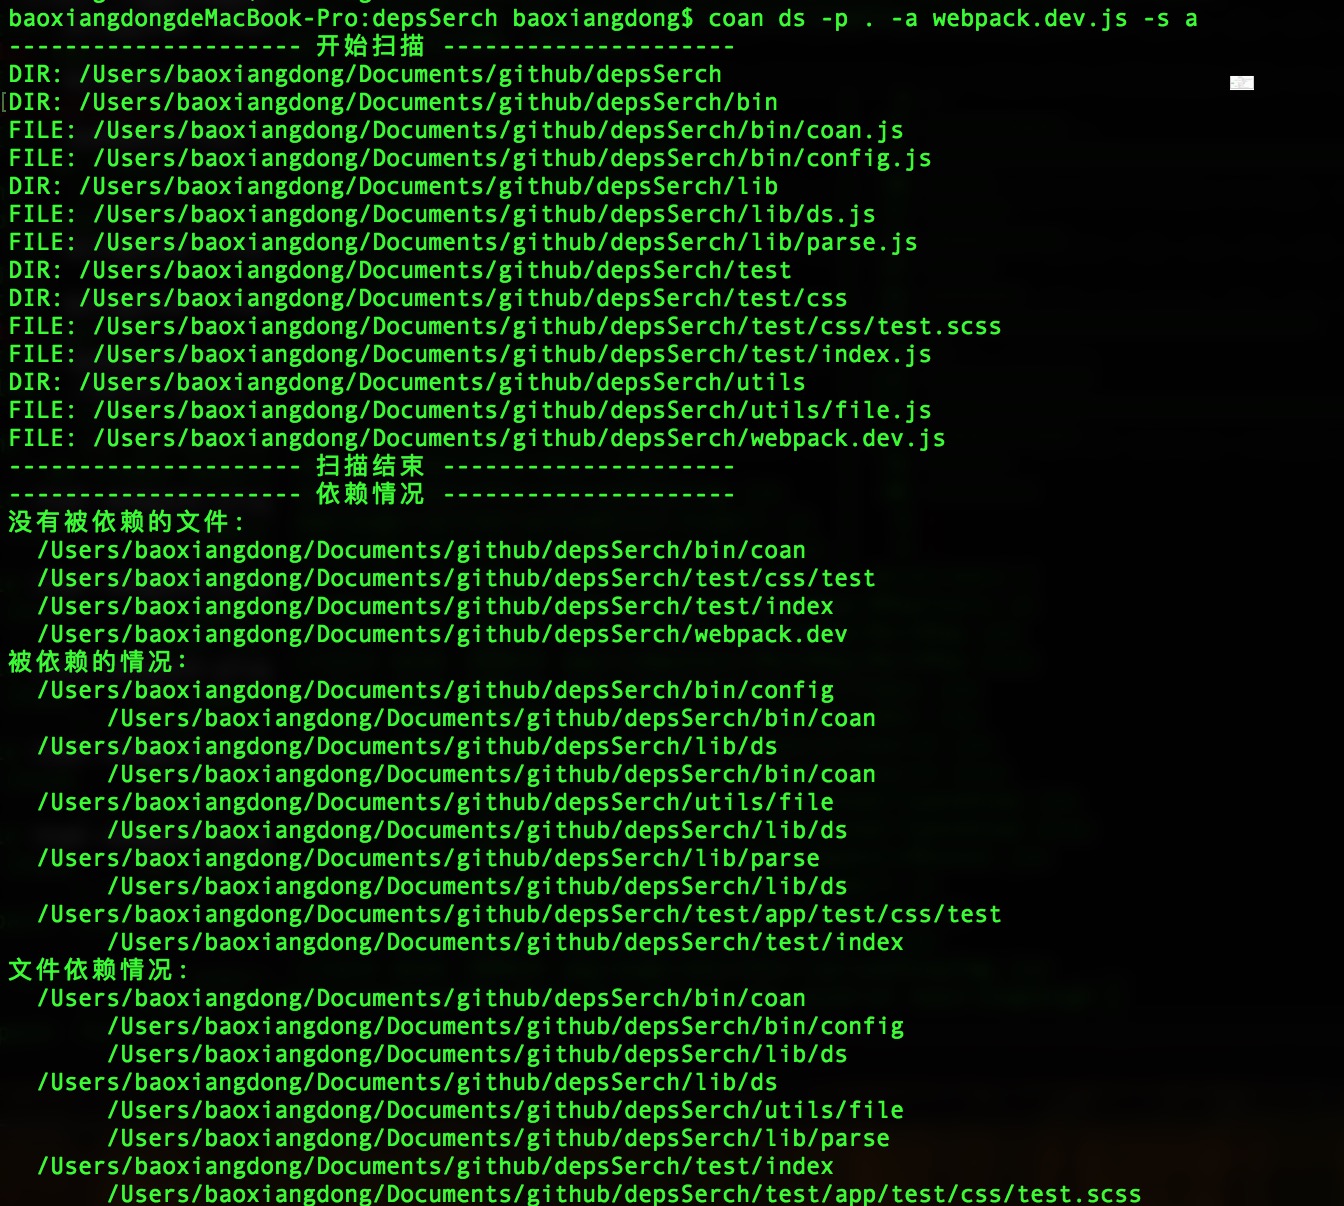 baoxiangdongdeMacBook-Pro:depsSerch baoxiangdong$ coan ds -p . -a webpack.dev.js -s a
--------------------- 开始扫描 ---------------------
DIR: /Users/baoxiangdong/Documents/github/depsSerch
[DIR: /Users/baoxiangdong/Documents/github/depsSerch/bin
FILE: /Users/baoxiangdong/Documents/github/depsSerch/bin/coan.js
FILE: /Users/baoxiangdong/Documents/github/depsSerch/bin/config.js
DIR: /Users/baoxiangdong/Documents/github/depsSerch/lib
FILE: /Users/baoxiangdong/Documents/github/depsSerch/lib/ds.js
FILE: /Users/baoxiangdong/Documents/github/depsSerch/lib/parse.js
DIR: /Users/baoxiangdong/Documents/github/depsSerch/test
DIR: /Users/baoxiangdong/Documents/github/depsSerch/test/css
FILE: /Users/baoxiangdong/Documents/github/depsSerch/test/css/test.scss
FILE: /Users/baoxiangdong/Documents/github/depsSerch/test/index.js
DIR: /Users/baoxiangdong/Documents/github/depsSerch/utils
FILE: /Users/baoxiangdong/Documents/github/depsSerch/utils/file.js
FILE: /Users/baoxiangdong/Documents/github/depsSerch/webpack.dev.js
--------------------- 扫描结束 ---------------------
--------------------- 依赖情况 ---------------------
没有被依赖的文件:
/Users/baoxiangdong/Documents/github/depsSerch/bin/coan
/Users/baoxiangdong/Documents/github/depsSerch/test/css/test
/Users/baoxiangdong/Documents/github/depsSerch/test/index
/Users/baoxiangdong/Documents/github/depsSerch/webpack.dev
被依赖的情况:
/Users/baoxiangdong/Documents/github/depsSerch/bin/config
/Users/baoxiangdong/Documents/github/depsSerch/bin/coan
/Users/baoxiangdong/Documents/github/depsSerch/lib/ds
/Users/baoxiangdong/Documents/github/depsSerch/bin/coan
/Users/baoxiangdong/Documents/github/depsSerch/utils/file
/Users/baoxiangdong/Documents/github/depsSerch/lib/ds
/Users/baoxiangdong/Documents/github/depsSerch/lib/parse
/Users/baoxiangdong/Documents/github/depsSerch/lib/ds
/Users/baoxiangdong/Documents/github/depsSerch/test/app/test/css/test
/Users/baoxiangdong/Documents/github/depsSerch/test/index
文件依赖情况:
/Users/baoxiangdong/Documents/github/depsSerch/bin/coan
/Users/baoxiangdong/Documents/github/depsSerch/bin/config
/Users/baoxiangdong/Documents/github/depsSerch/lib/ds
/Users/baoxiangdong/Documents/github/depsSerch/lib/ds
/Users/baoxiangdong/Documents/github/depsSerch/utils/file
/Users/baoxiangdong/Documents/github/depsSerch/lib/parse
/Users/baoxiangdong/Documents/github/depsSerch/test/index
/Users/baoxiangdong/Documents/github/depsSerch/test/app/test/css/test.scss